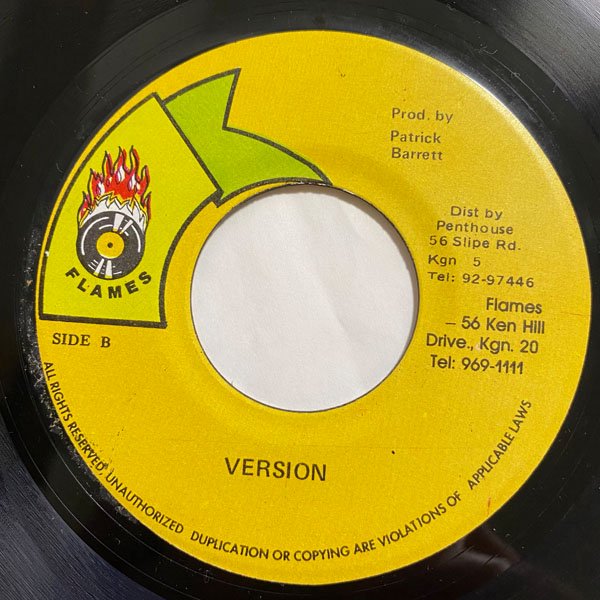 Prod. by
Patrick
Barrett
Dist by
Penthouse
56 Slipe Rd.
Kgn 5
Tel: 92-97446
Flames
– 56 Ken Hill
Drive., Kgn. 20
Tel: 969-1111
FLAMES
SIDE B
VERSION
ALL RIGHTS RESERVED, UNAUTHORIZED DUPLICATION OR COPYING ARE VIOLATIONS OF APPLICABLE LAWS